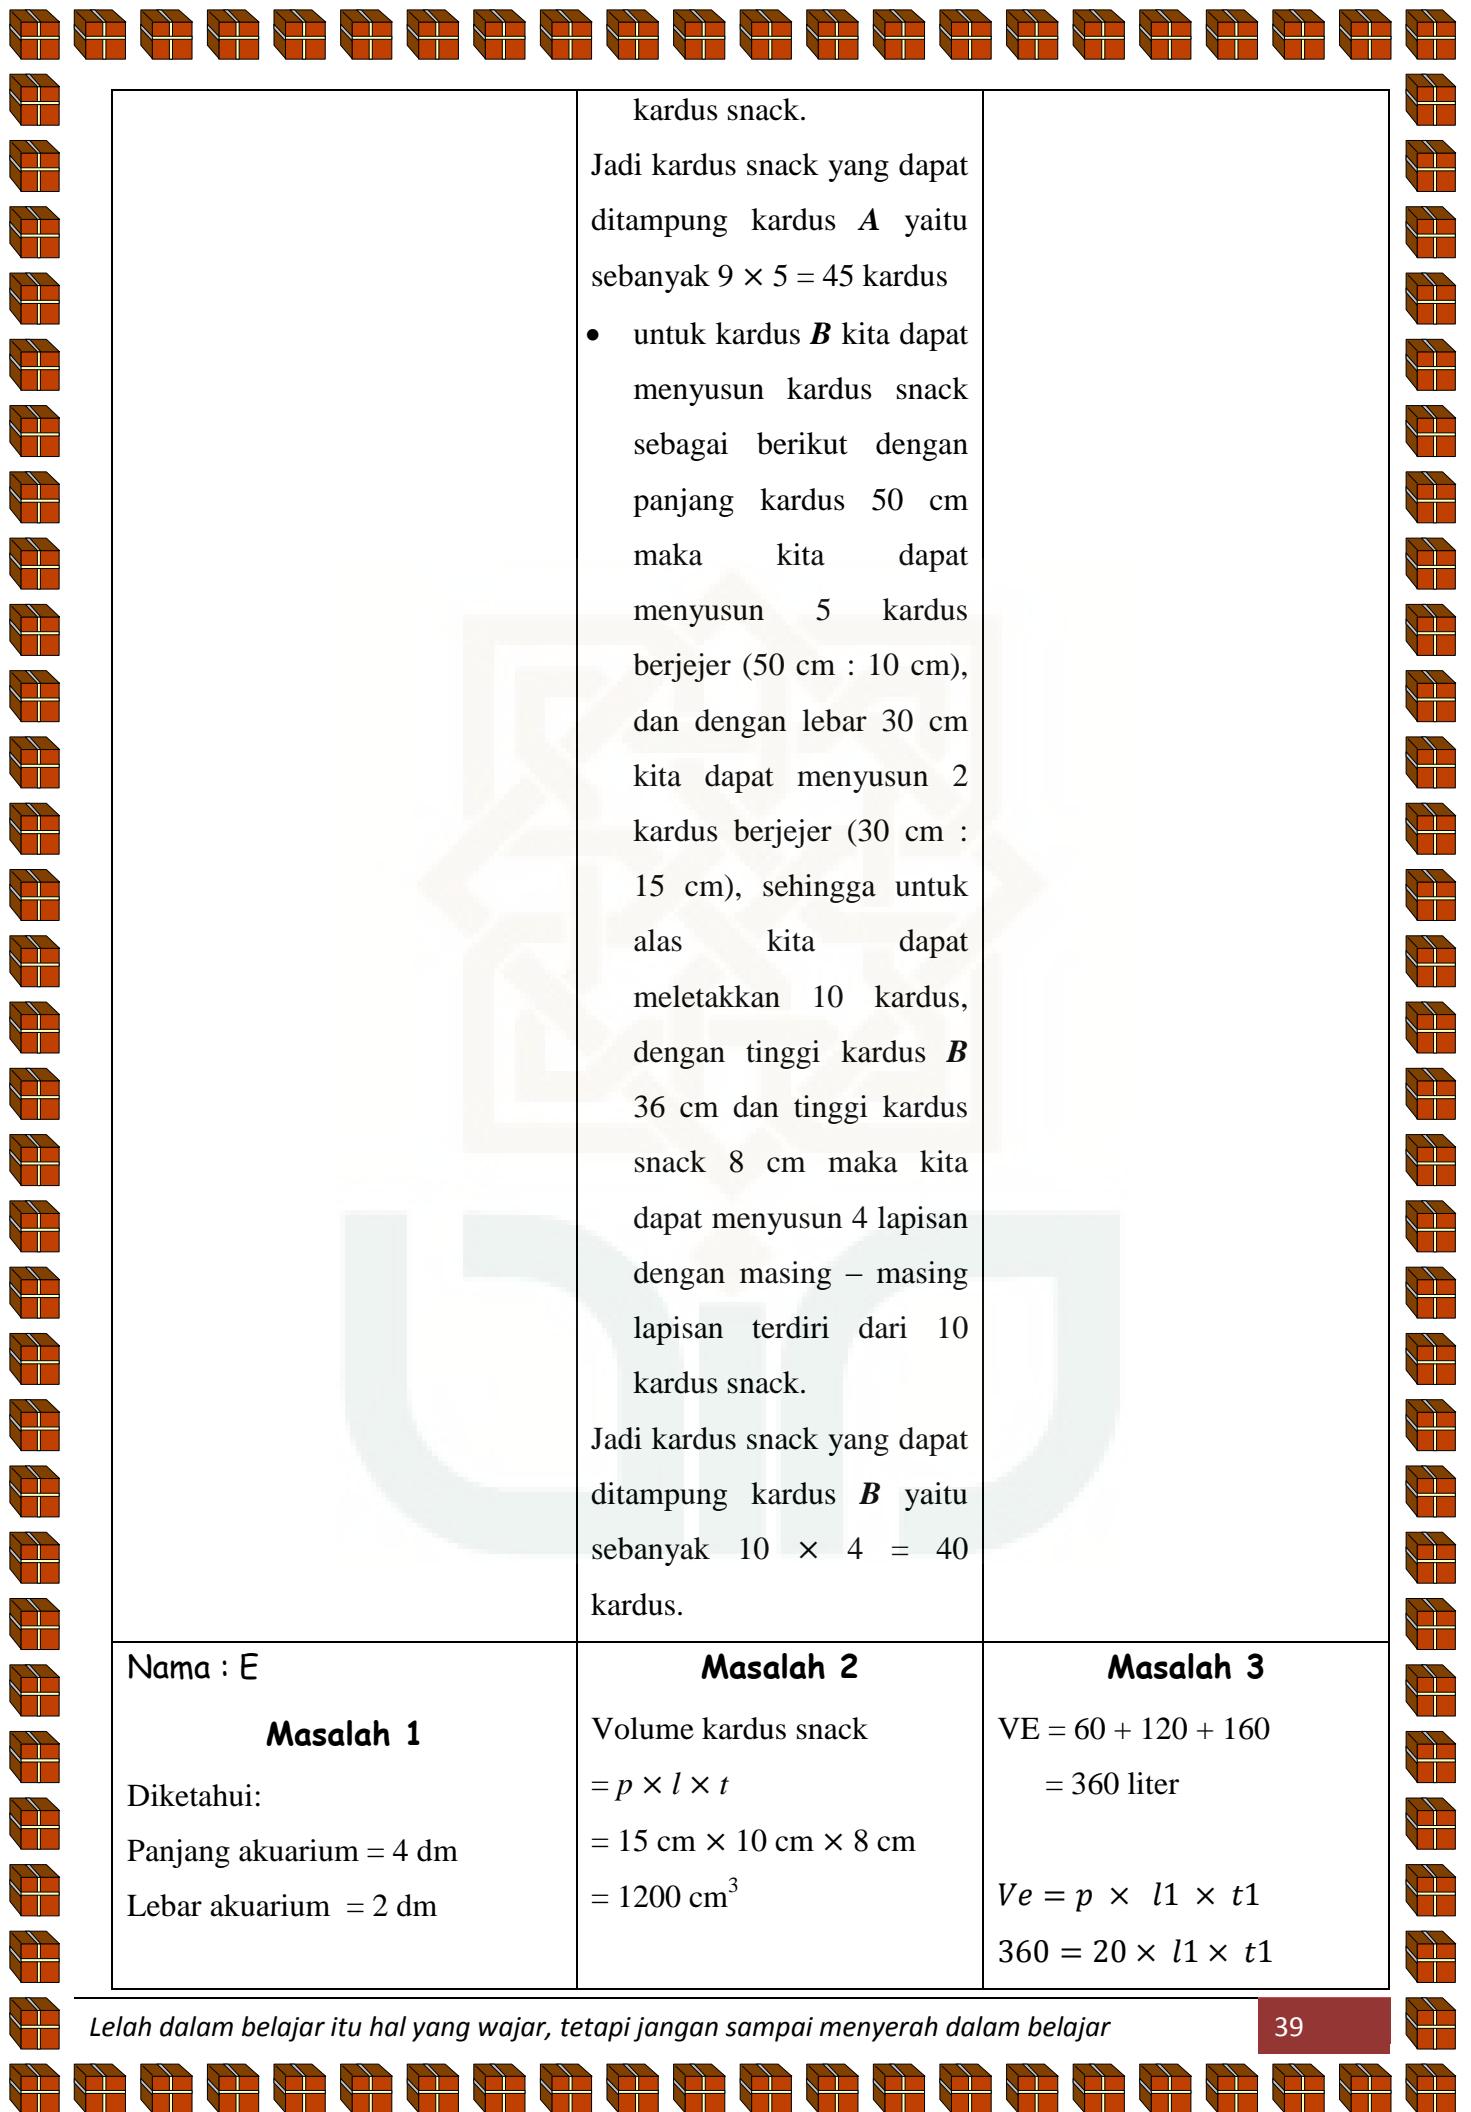 kardus snack.
Jadi kardus snack yang dapat
ditampung kardus A yaitu
sebanyak 9 × 5 = 45 kardus
• untuk kardus B kita dapat
menyusun kardus snack
sebagai berikut dengan
panjang kardus 50 cm
maka kita dapat
menyusun 5 kardus
berjejer (50 cm : 10 cm),
dan dengan lebar 30 cm
kita dapat menyusun 2
kardus berjejer (30 cm :
15 cm), sehingga untuk
alas kita dapat
meletakkan 10 kardus,
dengan tinggi kardus B
36 cm dan tinggi kardus
snack 8 cm maka kita
dapat menyusun 4 lapisan
dengan masing – masing
lapisan terdiri dari 10
kardus snack.
Jadi kardus snack yang dapat
ditampung kardus B yaitu
sebanyak 10 × 4 = 40
kardus.
Nama : E
Masalah 1
Diketahui:
Panjang akuarium = 4 dm
Lebar akuarium = 2 dm
Masalah 2
Volume kardus snack
= p × l × t
= 15 cm × 10 cm × 8 cm
= 1200 cm³
Masalah 3
VE = 60 + 120 + 160
= 360 liter
Ve = p × l1 × t1
360 = 20 × l1 × t1
Lelah dalam belajar itu hal yang wajar, tetapi jangan sampai menyerah dalam belajar
39